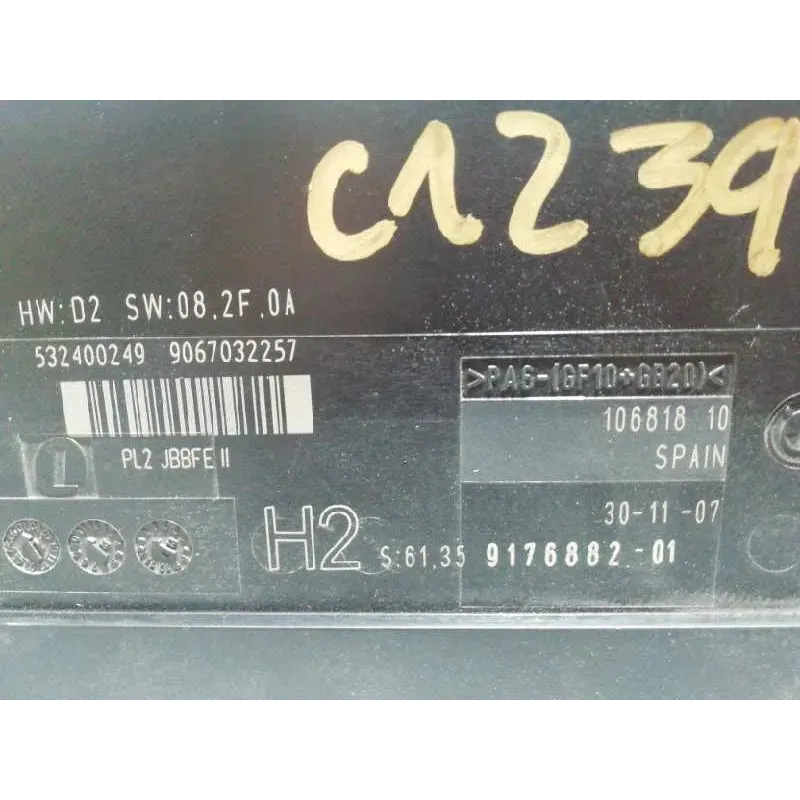 C1239
HW:D2 SW:08.2F.0A
532400249 9067032257
>PA6-(GF10+GB20)<
106818 10
PL2 JBBFE II
SPAIN
L
30-11-07
H2
S:61.35 9176882-01